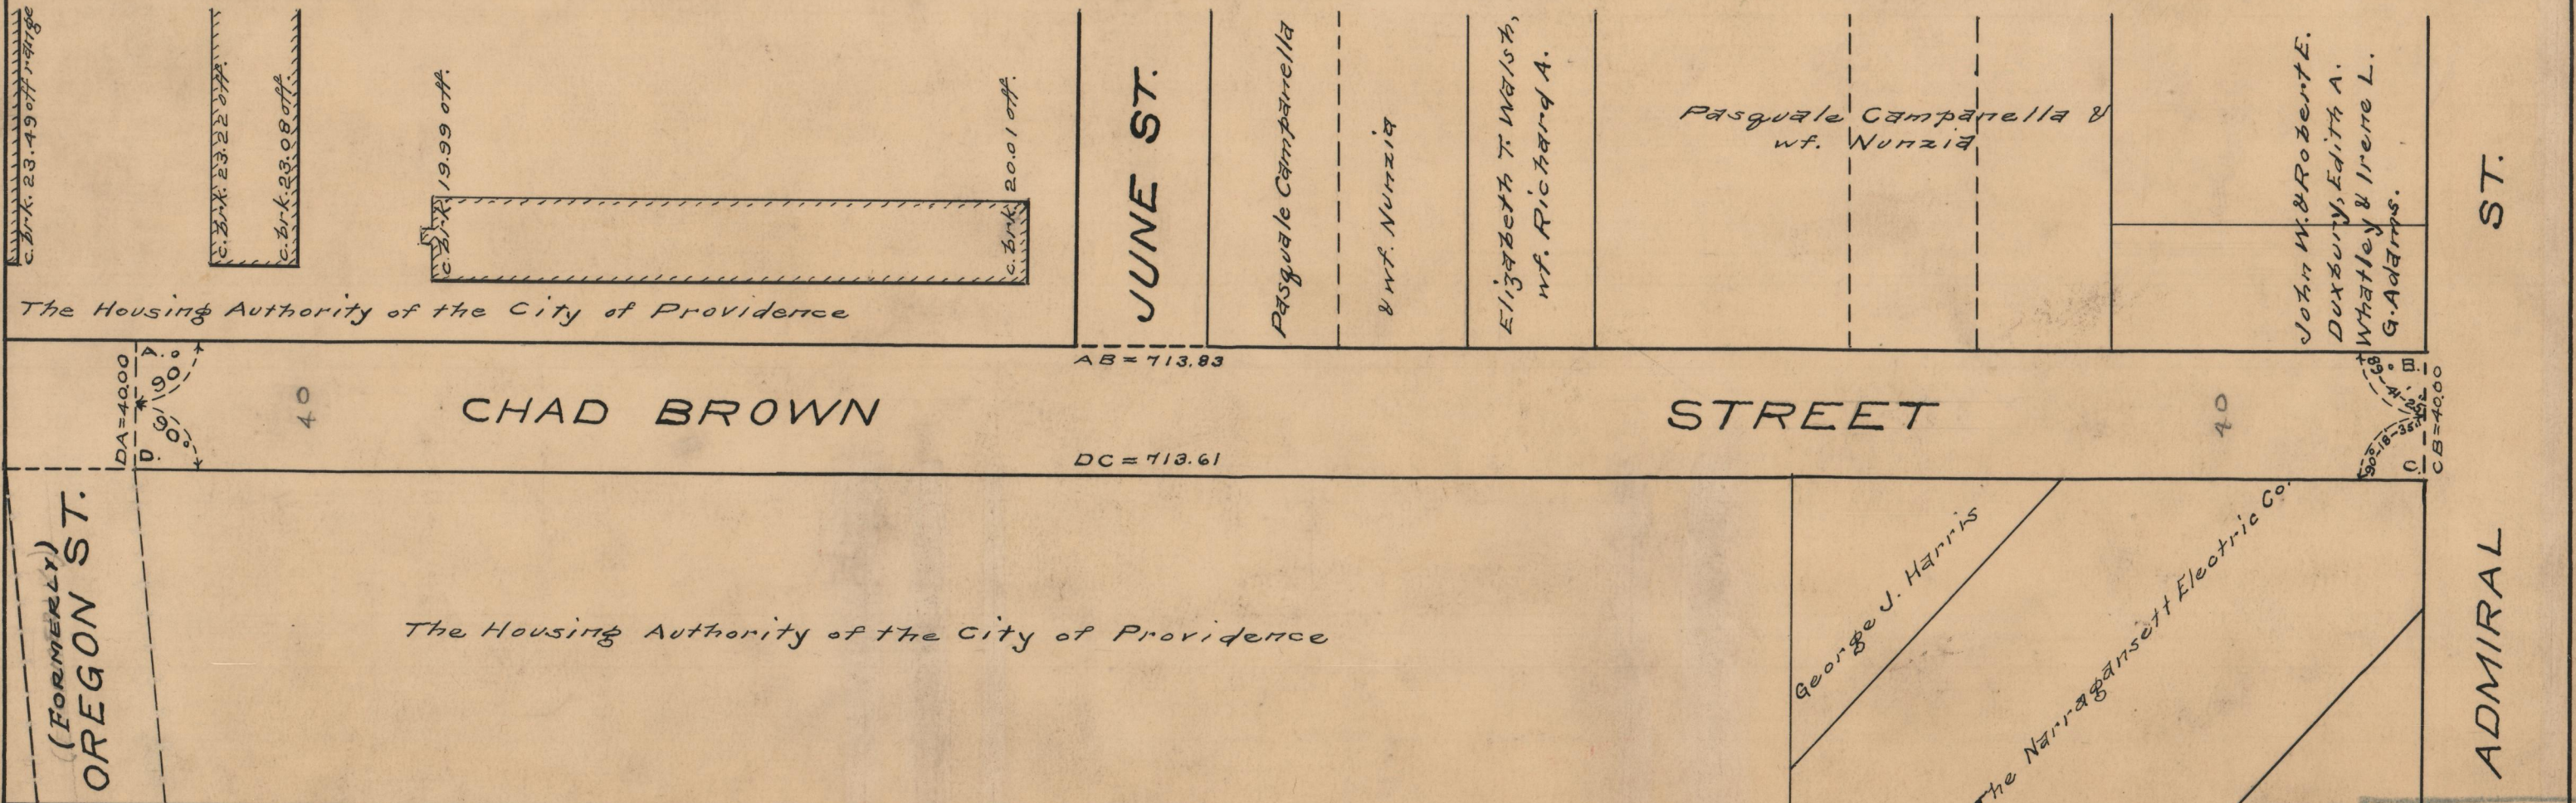 c.brk. 23.49 off range
c.brk. 23.22 off.
c.brk. 23.08 off.
c.brk. 19.99 off.
c.brk. 20.01 off.
The Housing Authority of the City of Providence
JUNE ST.
Pasquale Campanella
& wf. Nunzia
Elizabeth T. Walsh,
wf. Richard A.
Pasquale Campanella &
wf. Nunzia
John W. & Robert E.
Duxbury, Edith A.
Whatley & Irene L.
G. Adams.
AB = 713.83
DA=40.00
A.
90°
90°
D.
40
CHAD BROWN STREET
40
DC = 713.61
B.
C.
90°-18-35
CB=40.00
(FORMERLY)
OREGON ST.
The Housing Authority of the City of Providence
George J. Harris
The Narragansett Electric Co.
ADMIRAL ST.